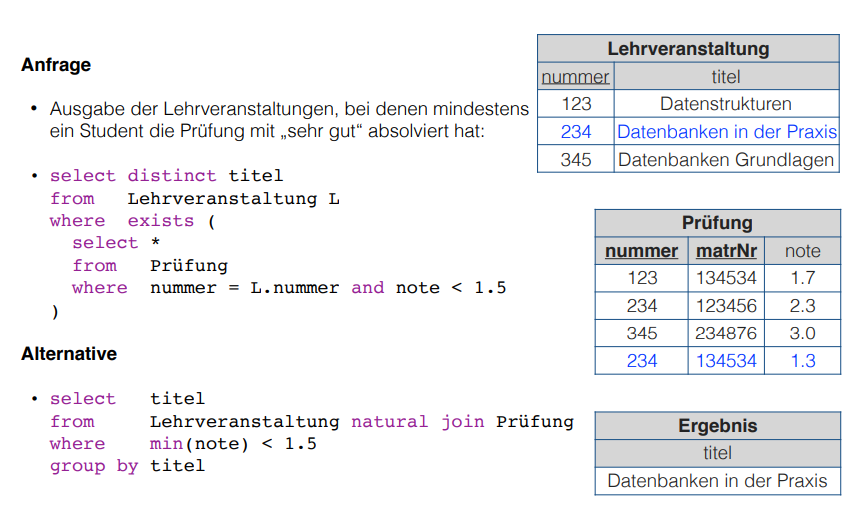 Anfrage
• Ausgabe der Lehrveranstaltungen, bei denen mindestens
ein Student die Prüfung mit „sehr gut“ absolviert hat:
• select distinct titel
from Lehrveranstaltung L
where exists (
select *
from Prüfung
where nummer = L.nummer and note < 1.5
)
Alternative
• select titel
from Lehrveranstaltung natural join Prüfung
where min(note) < 1.5
group by titel
Lehrveranstaltung
nummer titel
123 Datenstrukturen
234 Datenbanken in der Praxis
345 Datenbanken Grundlagen
Prüfung
nummer matrNr note
123 134534 1.7
234 123456 2.3
345 234876 3.0
234 134534 1.3
Ergebnis
titel
Datenbanken in der Praxis